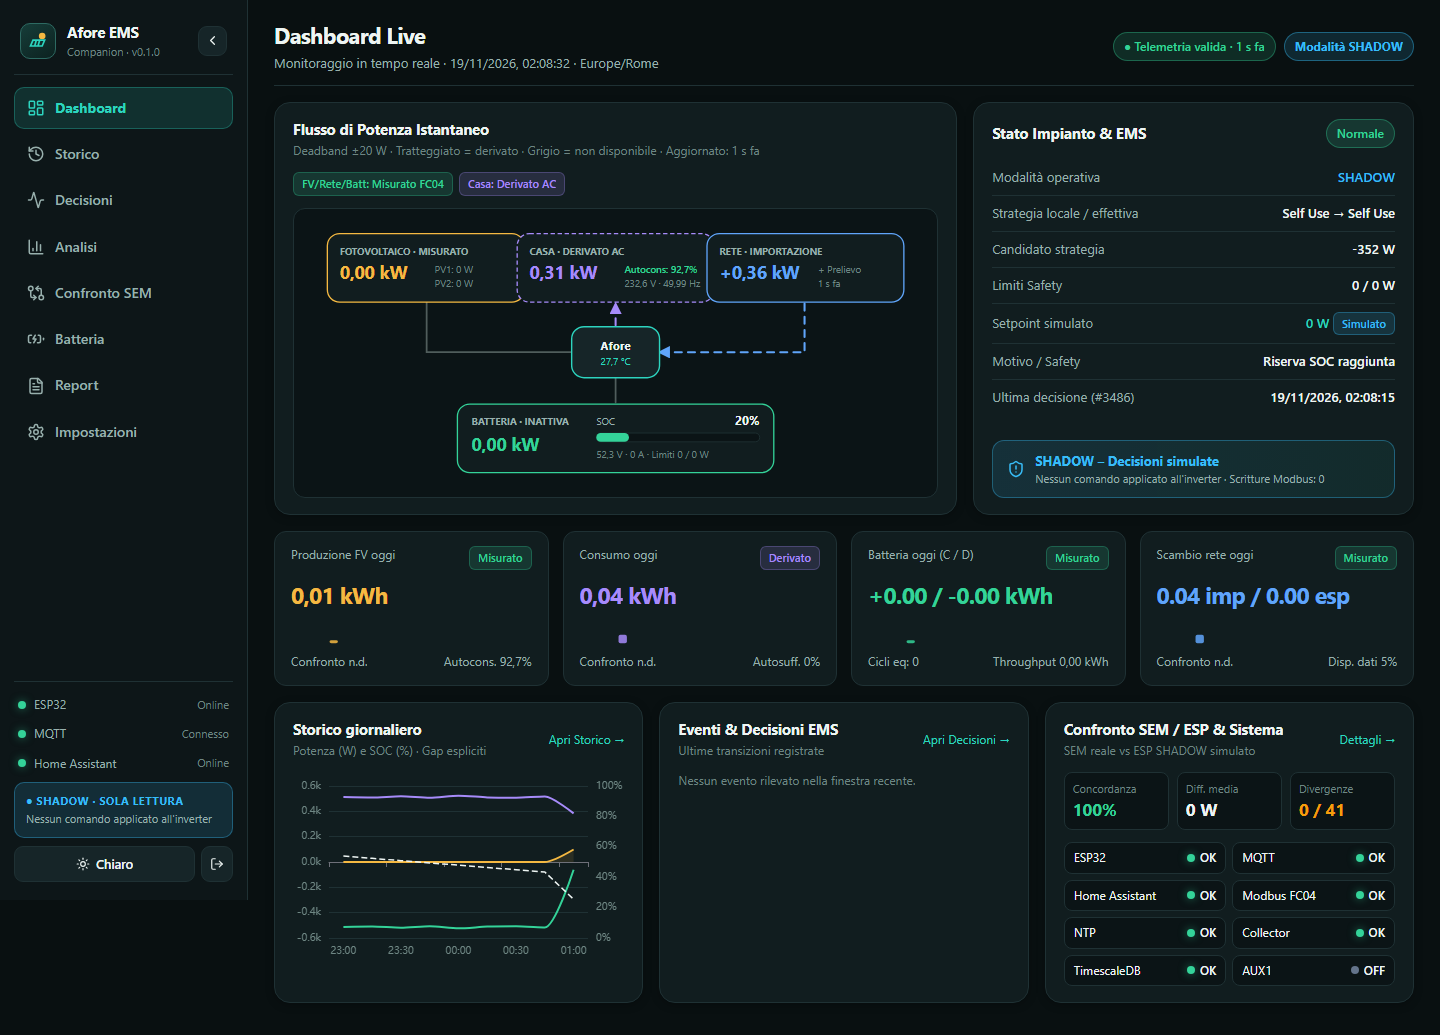 Afore EMS
Companion · v0.1.0
Dashboard
Storico
Decisioni
Analisi
Confronto SEM
Batteria
Report
Impostazioni
ESP32 Online
MQTT Connesso
Home Assistant Online
● SHADOW · SOLA LETTURA
Nessun comando applicato all'inverter
Chiaro
Dashboard Live
Monitoraggio in tempo reale · 19/11/2026, 02:08:32 · Europe/Rome
● Telemetria valida · 1 s fa
Modalità SHADOW
Flusso di Potenza Istantaneo
Deadband ±20 W · Tratteggiato = derivato · Grigio = non disponibile · Aggiornato: 1 s fa
FV/Rete/Batt: Misurato FC04
Casa: Derivato AC
FOTOVOLTAICO · MISURATO
0,00 kW
PV1: 0 W
PV2: 0 W
CASA · DERIVATO AC
0,31 kW
Autocons: 92,7%
232,6 V · 49,99 Hz
RETE · IMPORTAZIONE
+0,36 kW
+ Prelievo
1 s fa
Afore
27,7 °C
BATTERIA · INATTIVA
0,00 kW
SOC 20%
52,3 V · 0 A · Limiti 0 / 0 W
Stato Impianto & EMS
Normale
Modalità operativa SHADOW
Strategia locale / effettiva Self Use → Self Use
Candidato strategia -352 W
Limiti Safety 0 / 0 W
Setpoint simulato 0 W Simulato
Motivo / Safety Riserva SOC raggiunta
Ultima decisione (#3486) 19/11/2026, 02:08:15
SHADOW – Decisioni simulate
Nessun comando applicato all'inverter · Scritture Modbus: 0
Produzione FV oggi Misurato
0,01 kWh
Confronto n.d. Autocons. 92,7%
Consumo oggi Derivato
0,04 kWh
Confronto n.d. Autosuff. 0%
Batteria oggi (C / D) Misurato
+0.00 / -0.00 kWh
Cicli eq: 0 Throughput 0,00 kWh
Scambio rete oggi Misurato
0.04 imp / 0.00 esp
Confronto n.d. Disp. dati 5%
Storico giornaliero
Potenza (W) e SOC (%) · Gap espliciti
Apri Storico →
0.6k 100%
0.4k 80%
0.2k 60%
0.0k 40%
-0.2k 20%
-0.4k 0%
-0.6k
23:00 23:30 00:00 00:30 01:00
Eventi & Decisioni EMS
Ultime transizioni registrate
Apri Decisioni →
Nessun evento rilevato nella finestra recente.
Confronto SEM / ESP & Sistema
SEM reale vs ESP SHADOW simulato
Dettagli →
Concordanza
100%
Diff. media
0 W
Divergenze
0 / 41
ESP32 OK
MQTT OK
Home Assistant OK
Modbus FC04 OK
NTP OK
Collector OK
TimescaleDB OK
AUX1 OFF